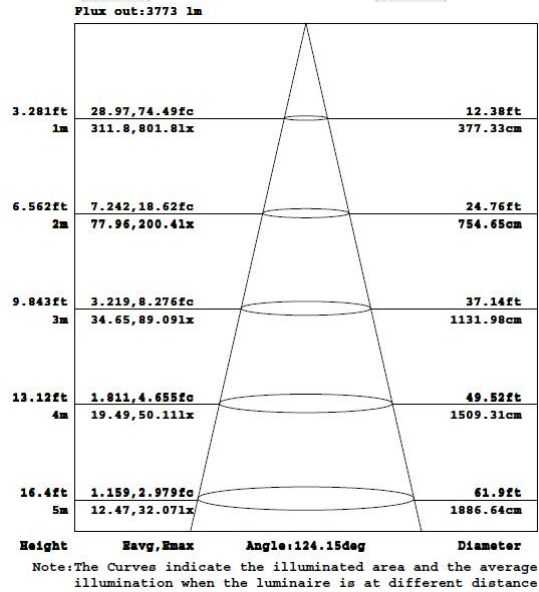 Flux out:3773 lm
3.281ft 28.97,74.49fc 12.38ft
1m 311.8,801.8lx 377.33cm
6.562ft 7.242,18.62fc 24.76ft
2m 77.96,200.4lx 754.65cm
9.843ft 3.219,8.276fc 37.14ft
3m 34.65,89.09lx 1131.98cm
13.12ft 1.811,4.655fc 49.52ft
4m 19.49,50.11lx 1509.31cm
16.4ft 1.159,2.979fc 61.9ft
5m 12.47,32.07lx 1886.64cm
Height Eavg,Emax Angle:124.15deg Diameter
Note:The Curves indicate the illuminated area and the average
illumination when the luminaire is at different distance